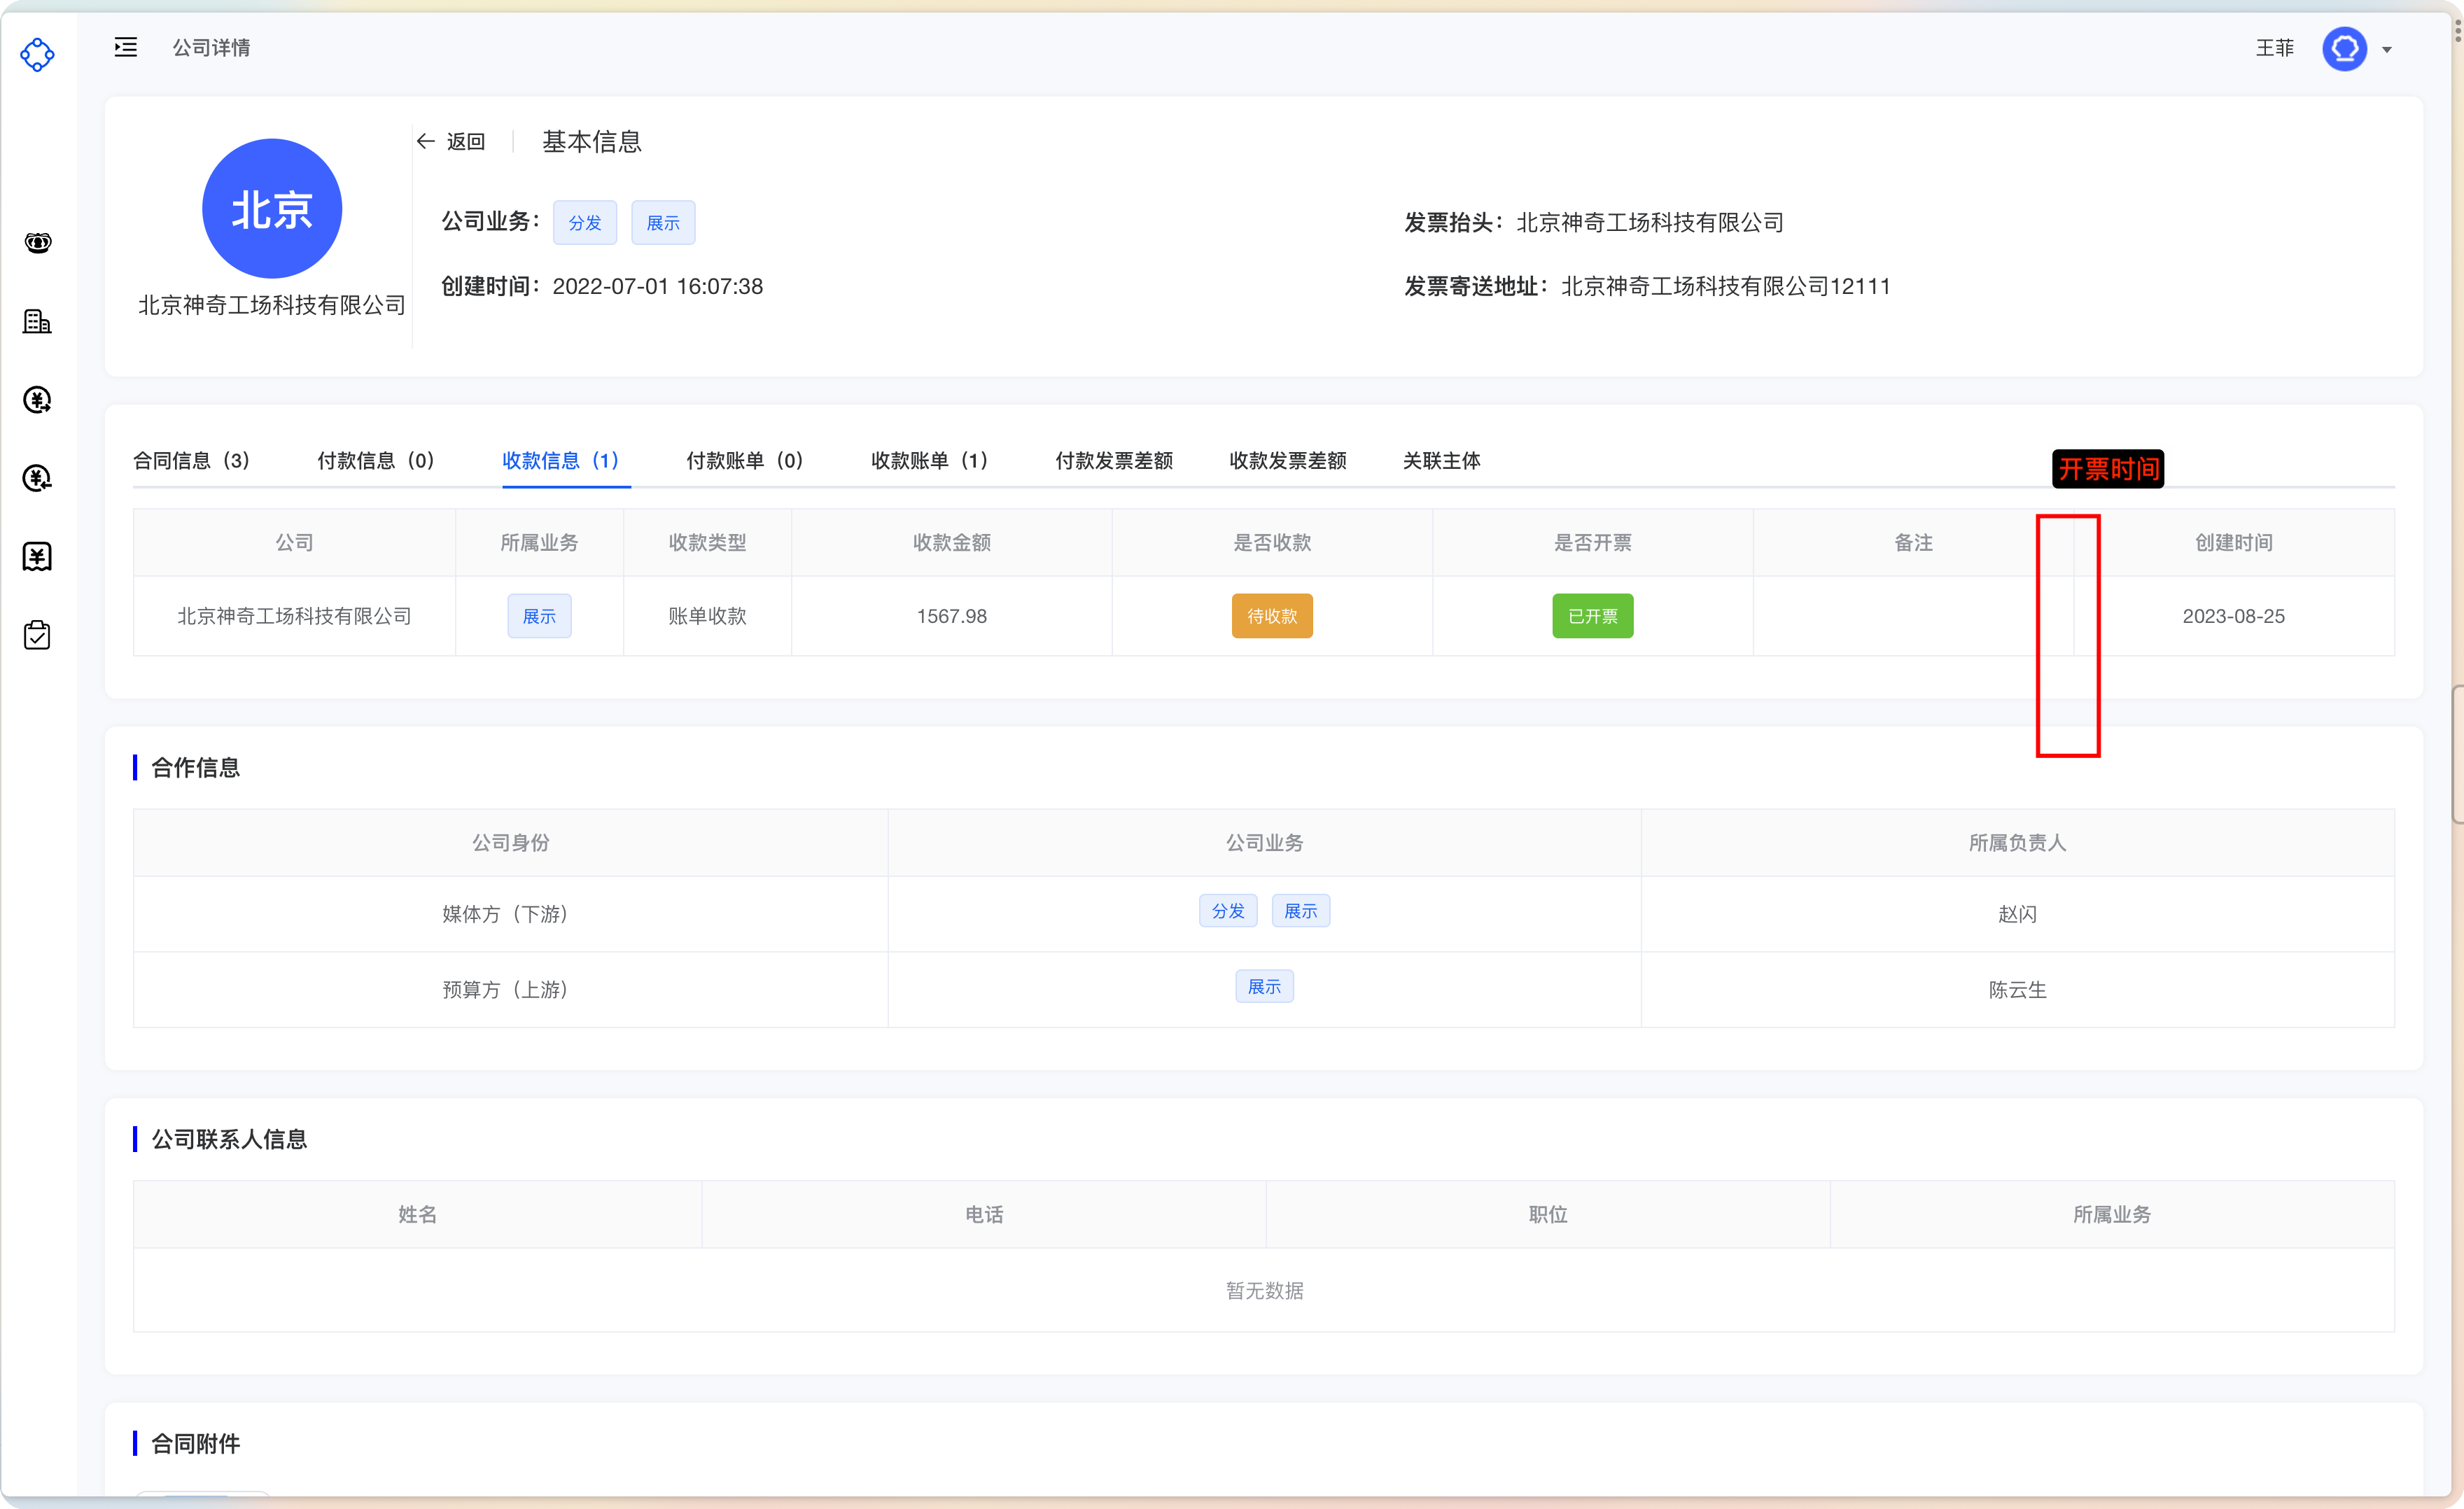 公司详情
王菲
北京
北京神奇工场科技有限公司
返回
基本信息
公司业务： 分发 展示
发票抬头： 北京神奇工场科技有限公司
创建时间： 2022-07-01 16:07:38
发票寄送地址： 北京神奇工场科技有限公司12111
合同信息（3） 付款信息（0） 收款信息（1） 付款账单（0） 收款账单（1） 付款发票差额 收款发票差额 关联主体
开票时间
公司 所属业务 收款类型 收款金额 是否收款 是否开票 备注 创建时间
北京神奇工场科技有限公司 展示 账单收款 1567.98 待收款 已开票 2023-08-25
合作信息
公司身份 公司业务 所属负责人
媒体方（下游） 分发 展示 赵闪
预算方（上游） 展示 陈云生
公司联系人信息
姓名 电话 职位 所属业务
暂无数据
合同附件